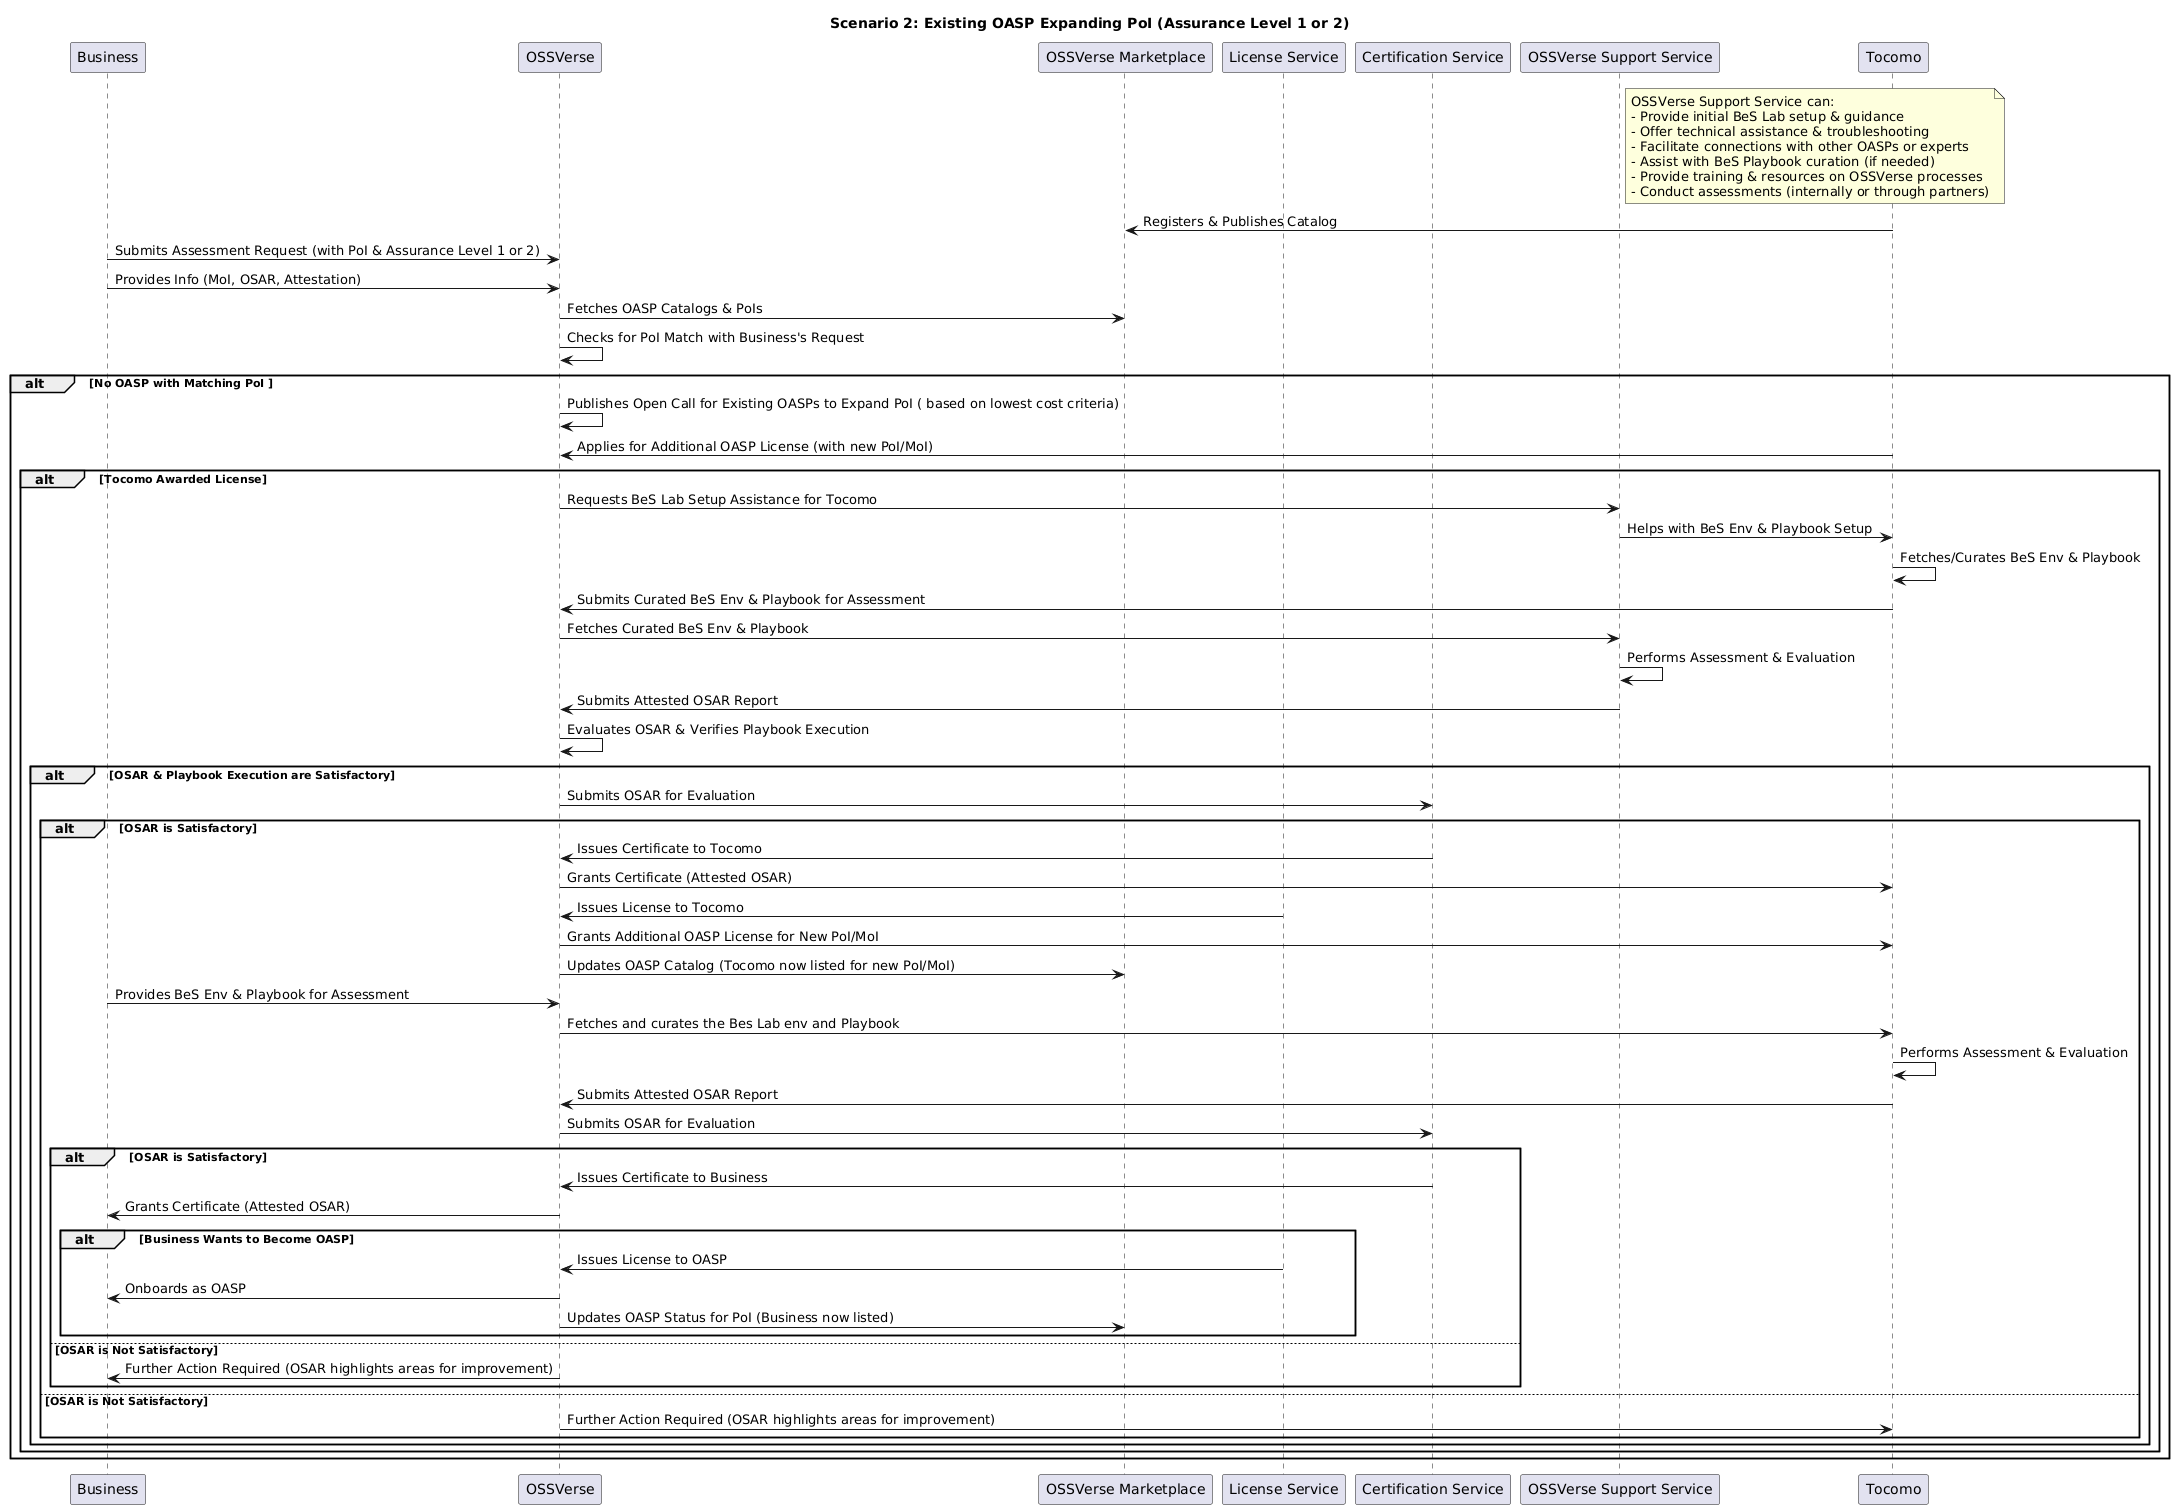 Scenario 2: Existing OASP Expanding PoI (Assurance Level 1 or 2)
Business
OSSVerse
OSSVerse Marketplace
License Service
Certification Service
OSSVerse Support Service
Tocomo
OSSVerse Support Service can:
- Provide initial BeS Lab setup & guidance
- Offer technical assistance & troubleshooting
- Facilitate connections with other OASPs or experts
- Assist with BeS Playbook curation (if needed)
- Provide training & resources on OSSVerse processes
- Conduct assessments (internally or through partners)
Registers & Publishes Catalog
Submits Assessment Request (with PoI & Assurance Level 1 or 2)
Provides Info (MoI, OSAR, Attestation)
Fetches OASP Catalogs & PoIs
Checks for PoI Match with Business's Request
alt [No OASP with Matching PoI ]
Publishes Open Call for Existing OASPs to Expand PoI ( based on lowest cost criteria)
Applies for Additional OASP License (with new PoI/MoI)
alt [Tocomo Awarded License]
Requests BeS Lab Setup Assistance for Tocomo
Helps with BeS Env & Playbook Setup
Fetches/Curates BeS Env & Playbook
Submits Curated BeS Env & Playbook for Assessment
Fetches Curated BeS Env & Playbook
Performs Assessment & Evaluation
Submits Attested OSAR Report
Evaluates OSAR & Verifies Playbook Execution
alt [OSAR & Playbook Execution are Satisfactory]
Submits OSAR for Evaluation
alt [OSAR is Satisfactory]
Issues Certificate to Tocomo
Grants Certificate (Attested OSAR)
Issues License to Tocomo
Grants Additional OASP License for New PoI/MoI
Updates OASP Catalog (Tocomo now listed for new PoI/MoI)
Provides BeS Env & Playbook for Assessment
Fetches and curates the Bes Lab env and Playbook
Performs Assessment & Evaluation
Submits Attested OSAR Report
Submits OSAR for Evaluation
alt [OSAR is Satisfactory]
Issues Certificate to Business
Grants Certificate (Attested OSAR)
alt [Business Wants to Become OASP]
Issues License to OASP
Onboards as OASP
Updates OASP Status for PoI (Business now listed)
[OSAR is Not Satisfactory]
Further Action Required (OSAR highlights areas for improvement)
[OSAR is Not Satisfactory]
Further Action Required (OSAR highlights areas for improvement)
Business
OSSVerse
OSSVerse Marketplace
License Service
Certification Service
OSSVerse Support Service
Tocomo